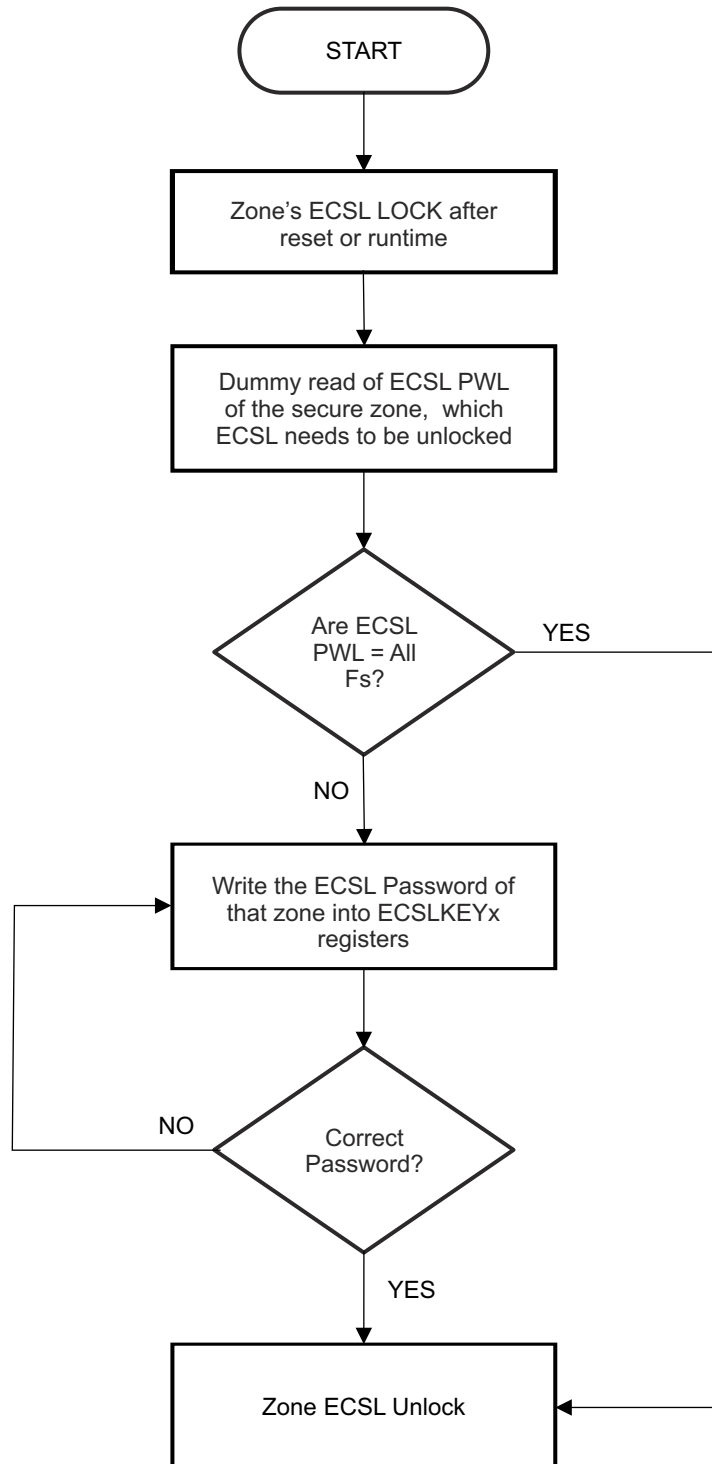 START
Zone's ECSL LOCK after
reset or runtime
Dummy read of ECSL PWL
of the secure zone, which
ECSL needs to be unlocked
Are ECSL
PWL = All
Fs?
YES
NO
Write the ECSL Password of
that zone into ECSLKEYx
registers
NO
Correct
Password?
YES
Zone ECSL Unlock